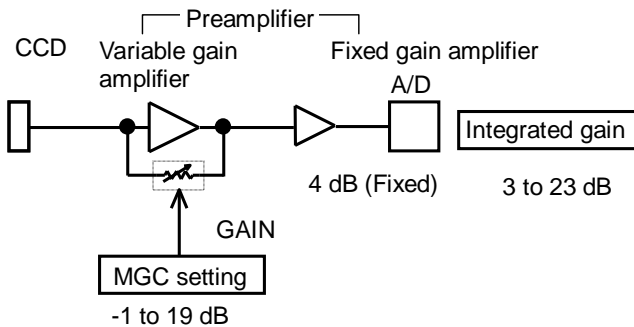 Preamplifier
CCD
Variable gain
amplifier
Fixed gain amplifier
A/D
Integrated gain
4 dB (Fixed)
3 to 23 dB
GAIN
MGC setting
-1 to 19 dB